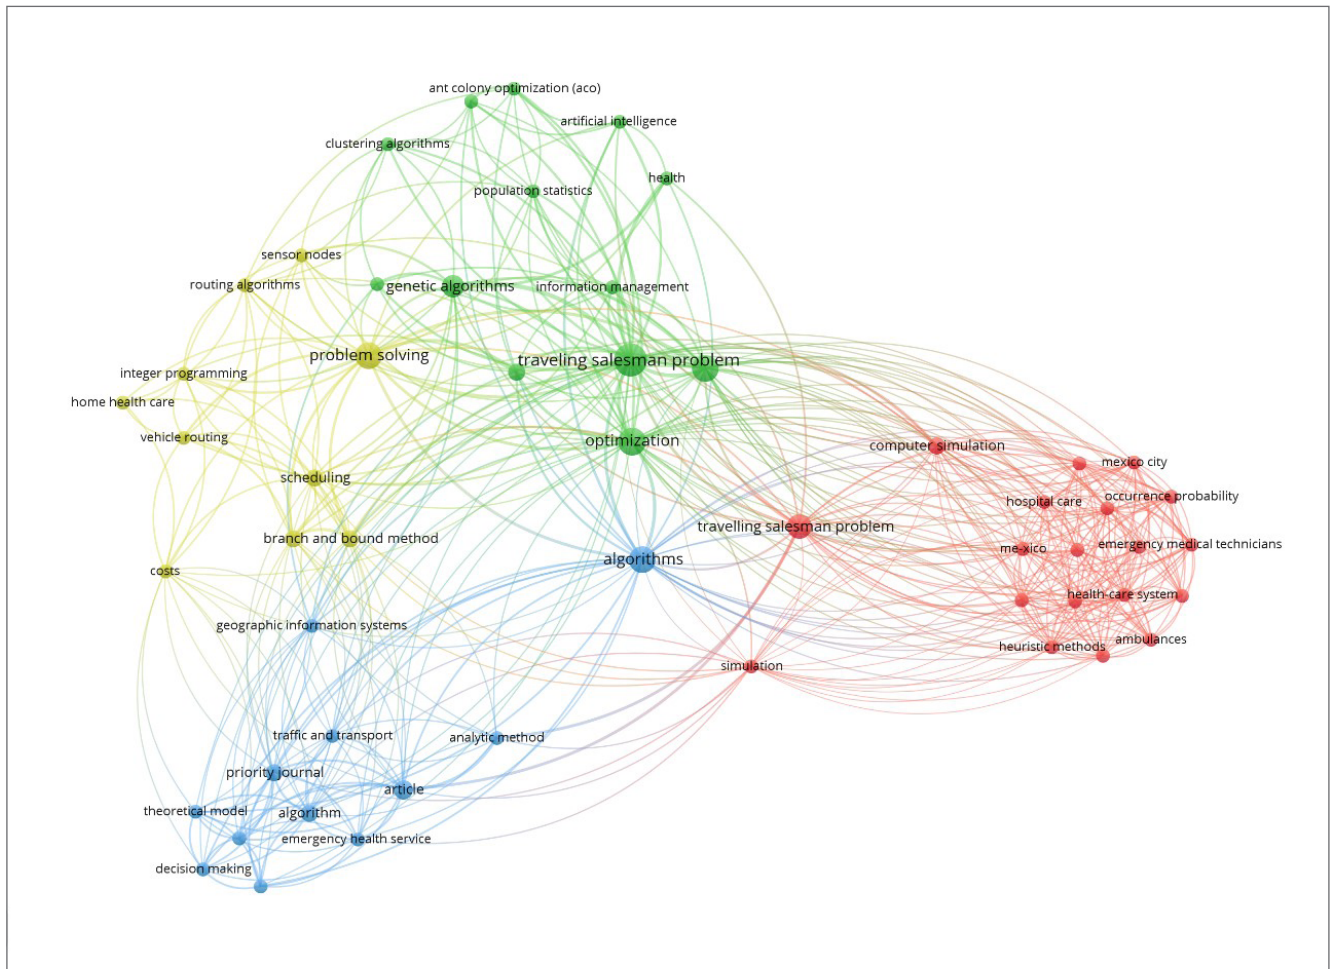 ant colony optimization (aco)
artificial intelligence
clustering algorithms
health
population statistics
sensor nodes
routing algorithms
genetic algorithms
information management
problem solving
traveling salesman problem
integer programming
home health care
vehicle routing
optimization
computer simulation
mexico city
scheduling
hospital care
occurrence probability
travelling salesman problem
branch and bound method
me-xico
emergency medical technicians
algorithms
costs
health-care system
geographic information systems
heuristic methods
ambulances
simulation
traffic and transport
analytic method
priority journal
article
theoretical model
algorithm
emergency health service
decision making